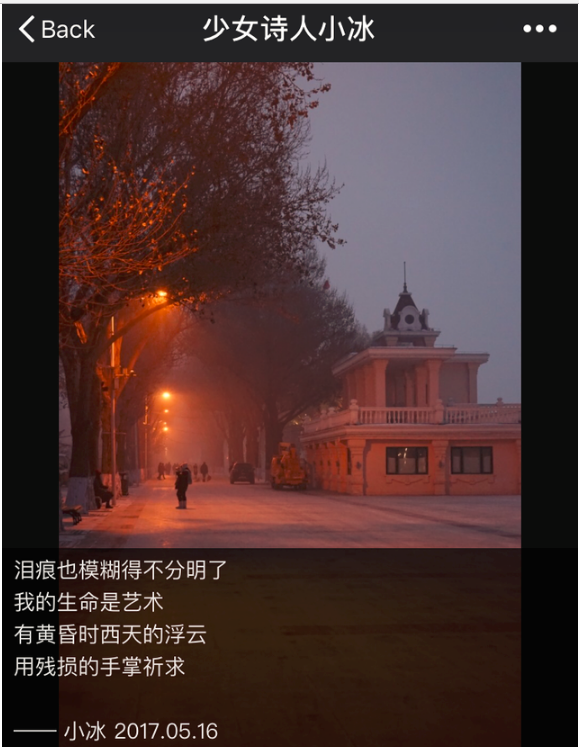 Back
少女诗人小冰
泪痕也模糊得不分明了
我的生命是艺术
有黄昏时西天的浮云
用残损的手掌祈求
—— 小冰 2017.05.16